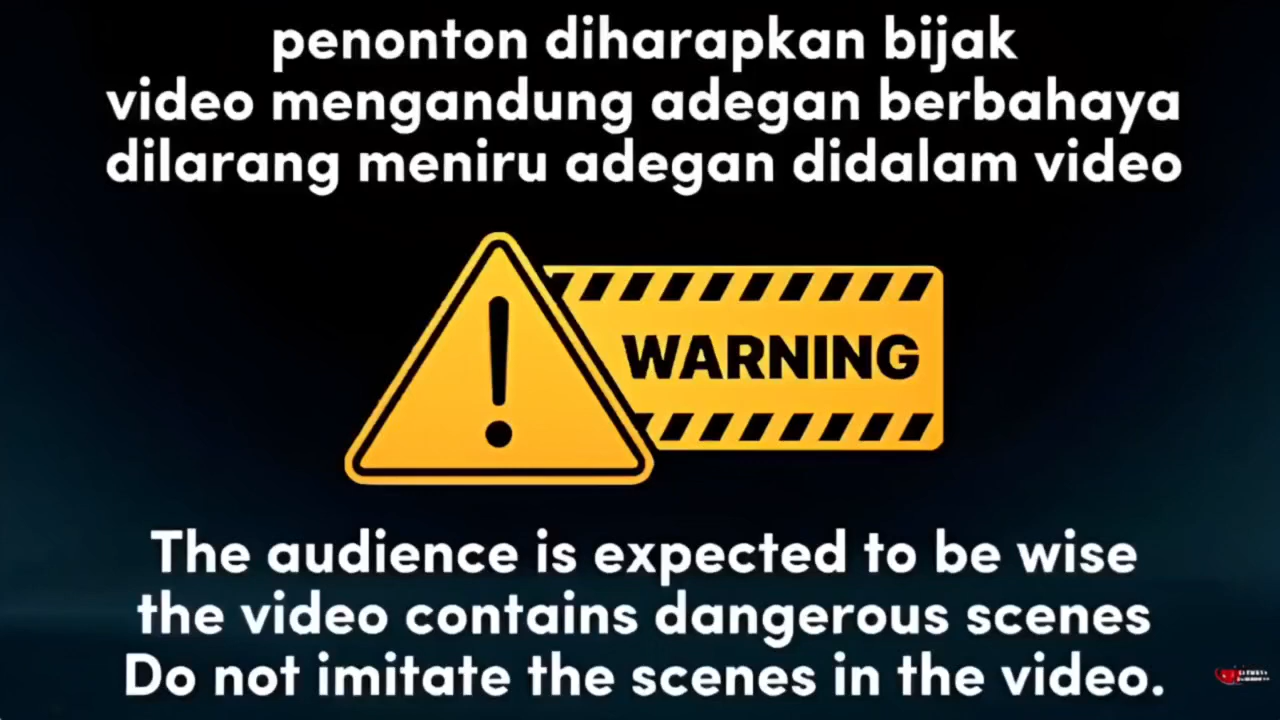 penonton diharapkan bijak
video mengandung adegan berbahaya
dilarang meniru adegan didalam video
WARNING
The audience is expected to be wise
the video contains dangerous scenes
Do not imitate the scenes in the video.